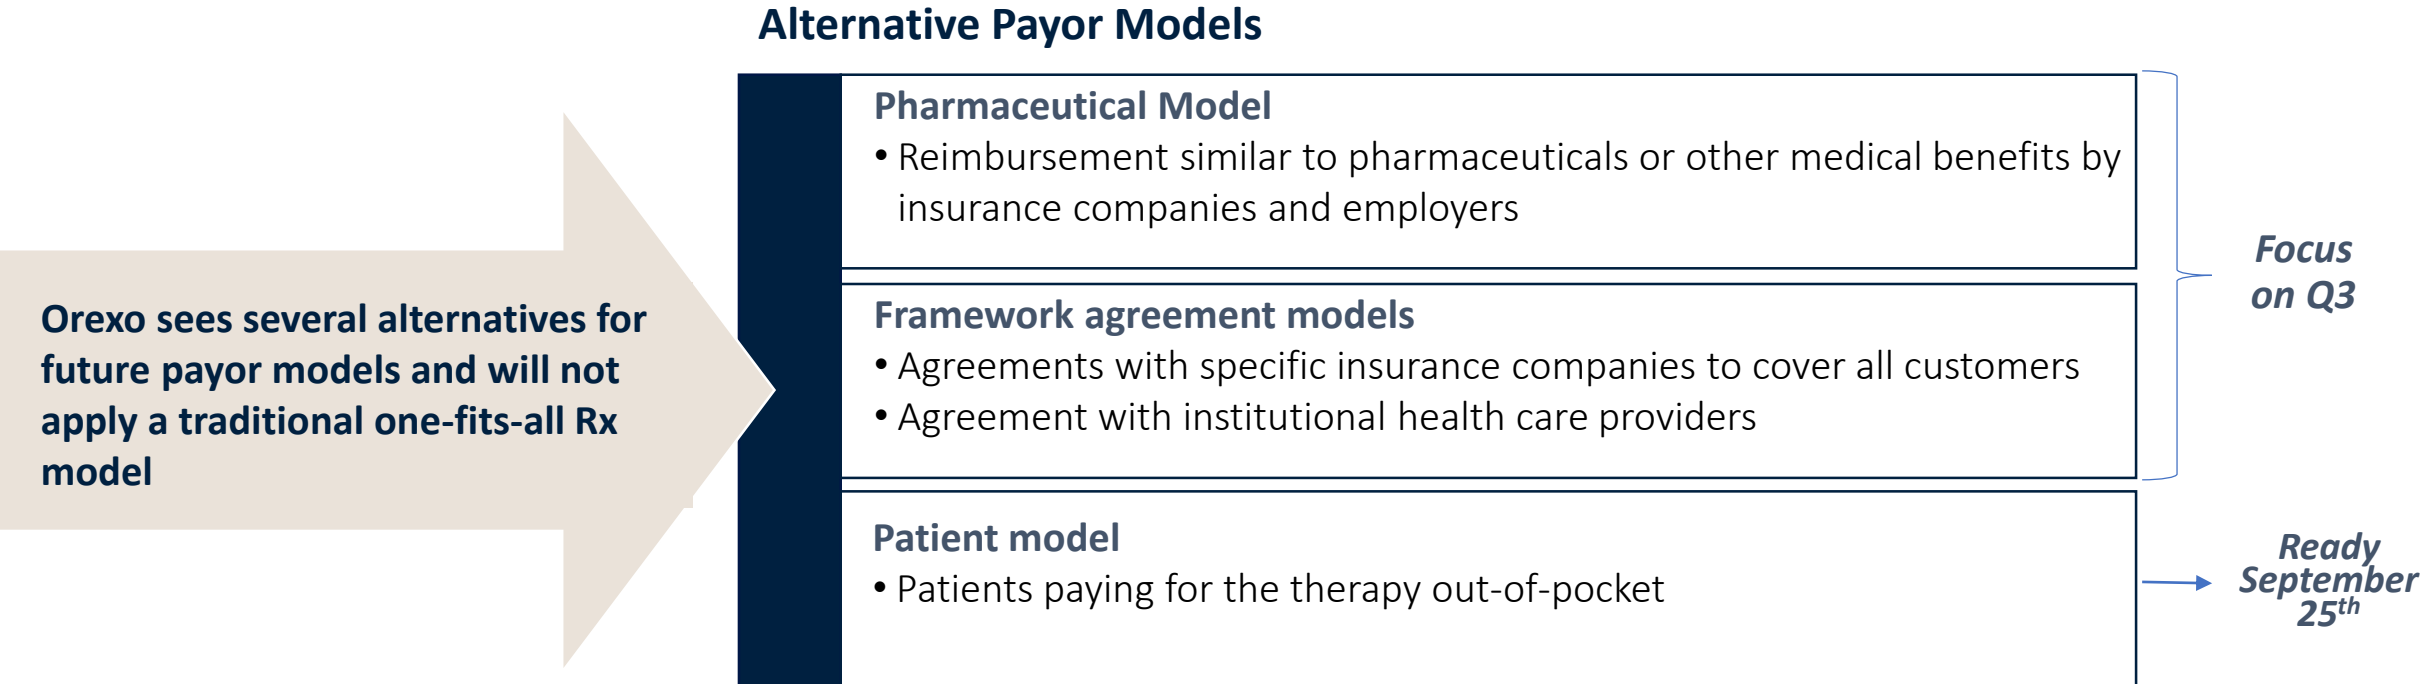 Alternative Payor Models
Orexo sees several alternatives for
future payor models and will not
apply a traditional one-fits-all Rx
model
Pharmaceutical Model
• Reimbursement similar to pharmaceuticals or other medical benefits by
insurance companies and employers
Framework agreement models
• Agreements with specific insurance companies to cover all customers
• Agreement with institutional health care providers
Focus
on Q3
Patient model
• Patients paying for the therapy out-of-pocket
Ready
September
25th